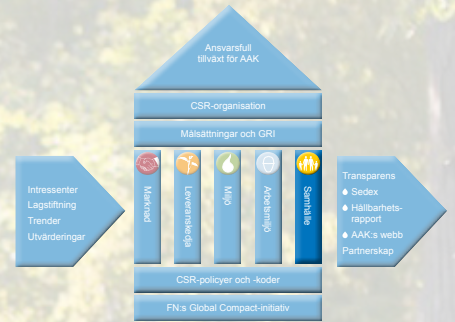 Ansvarsfull
tillväxt för AAK
CSR-organisation
Målsättningar och GRI
Intressenter
Lagstiftning
Trender
Utvärderingar
Marknad
Leveranskedja
Miljö
Arbetsmiljö
Samhälle
Transparens
Sedex
Hållbarhets-
rapport
AAK:s webb
Partnerskap
CSR-policyer och -koder
FN:s Global Compact-initiativ